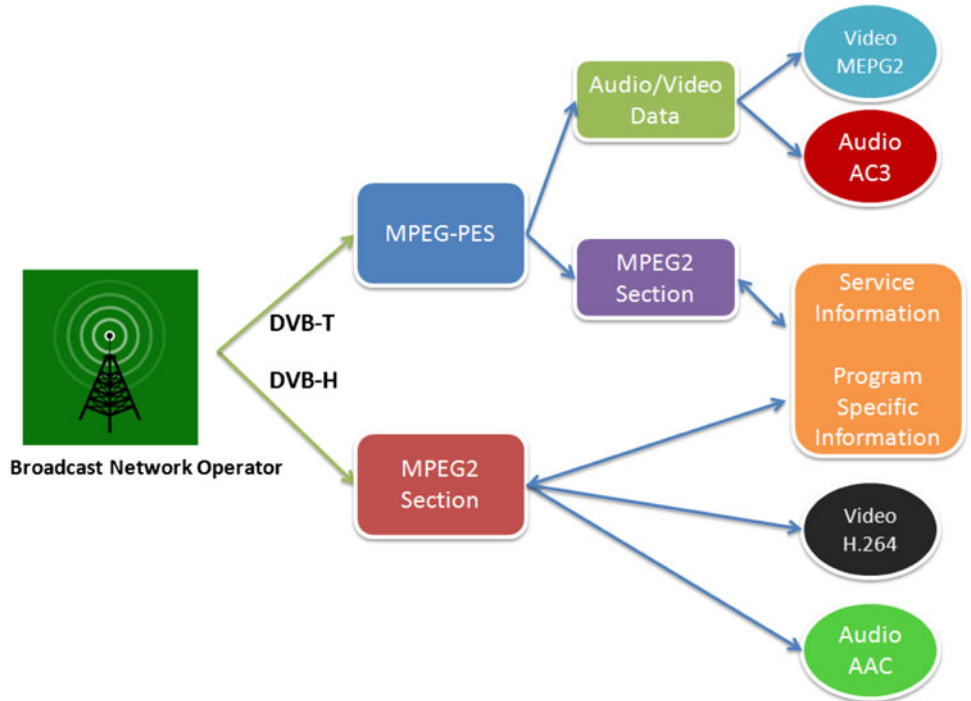 Video
MEPG2
Audio/Video
Data
Audio
AC3
MPEG-PES
MPEG2
Section
Service
Information
Program
Specific
Information
DVB-T
DVB-H
Broadcast Network Operator
MPEG2
Section
Video
H.264
Audio
AAC